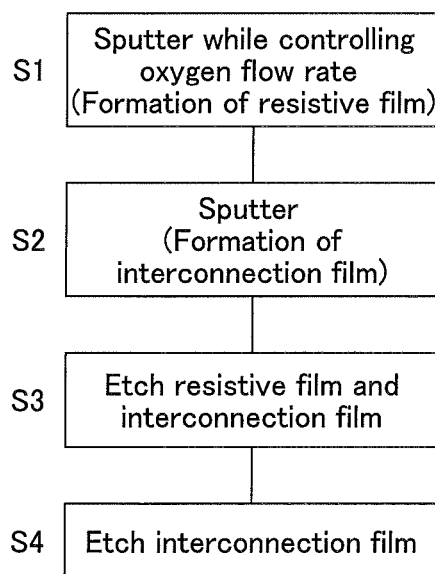 S1
Sputter while controlling
oxygen flow rate
(Formation of resistive film)
S2
Sputter
(Formation of
interconnection film)
S3
Etch resistive film and
interconnection film
S4
Etch interconnection film